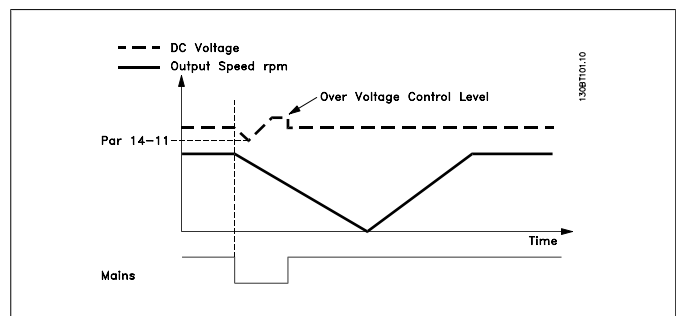 DC Voltage
Output Speed rpm
Over Voltage Control Level
130BT101.10
Par 14-11
Time
Mains